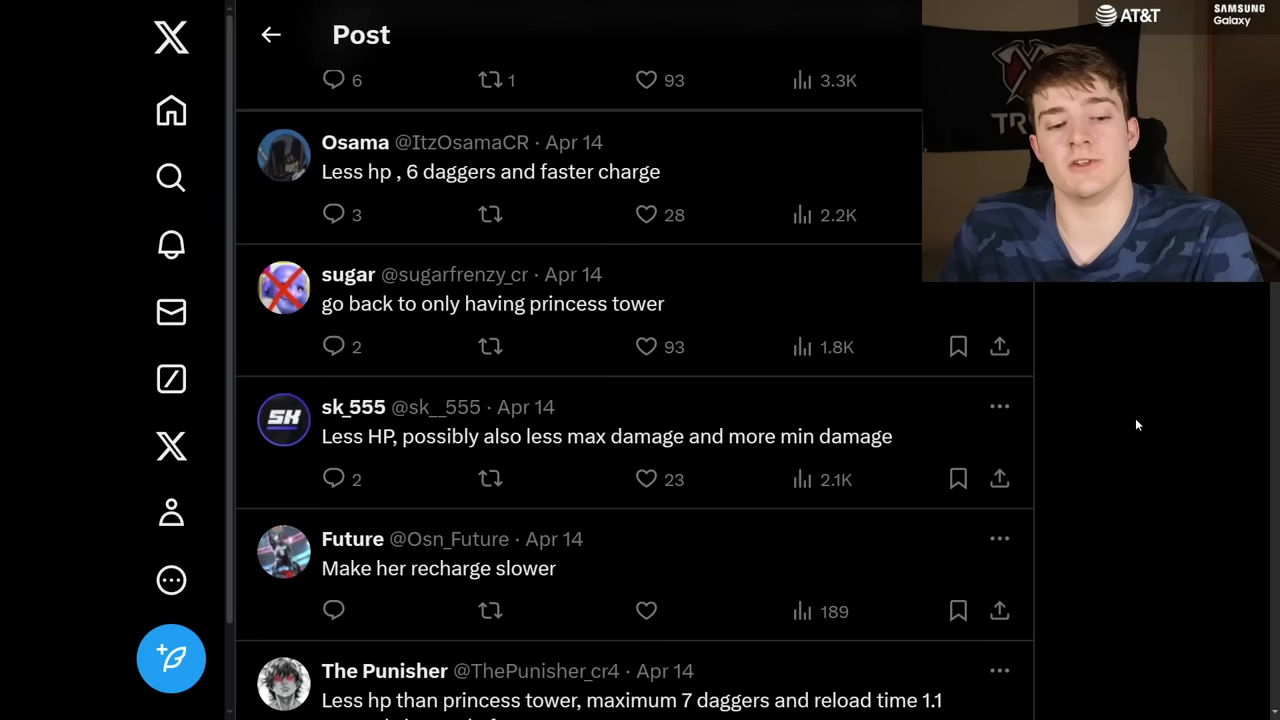 AT&T
SAMSUNG
Galaxy
Post
6 1 93 3.3K
Osama @ItzOsamaCR · Apr 14
Less hp , 6 daggers and faster charge
3 28 2.2K
sugar @sugarfrenzy_cr · Apr 14
go back to only having princess tower
2 93 1.8K
SK
sk_555 @sk__555 · Apr 14
Less HP, possibly also less max damage and more min damage
2 23 2.1K
Future @Osn_Future · Apr 14
Make her recharge slower
189
The Punisher @ThePunisher_cr4 · Apr 14
Less hp than princess tower, maximum 7 daggers and reload time 1.1